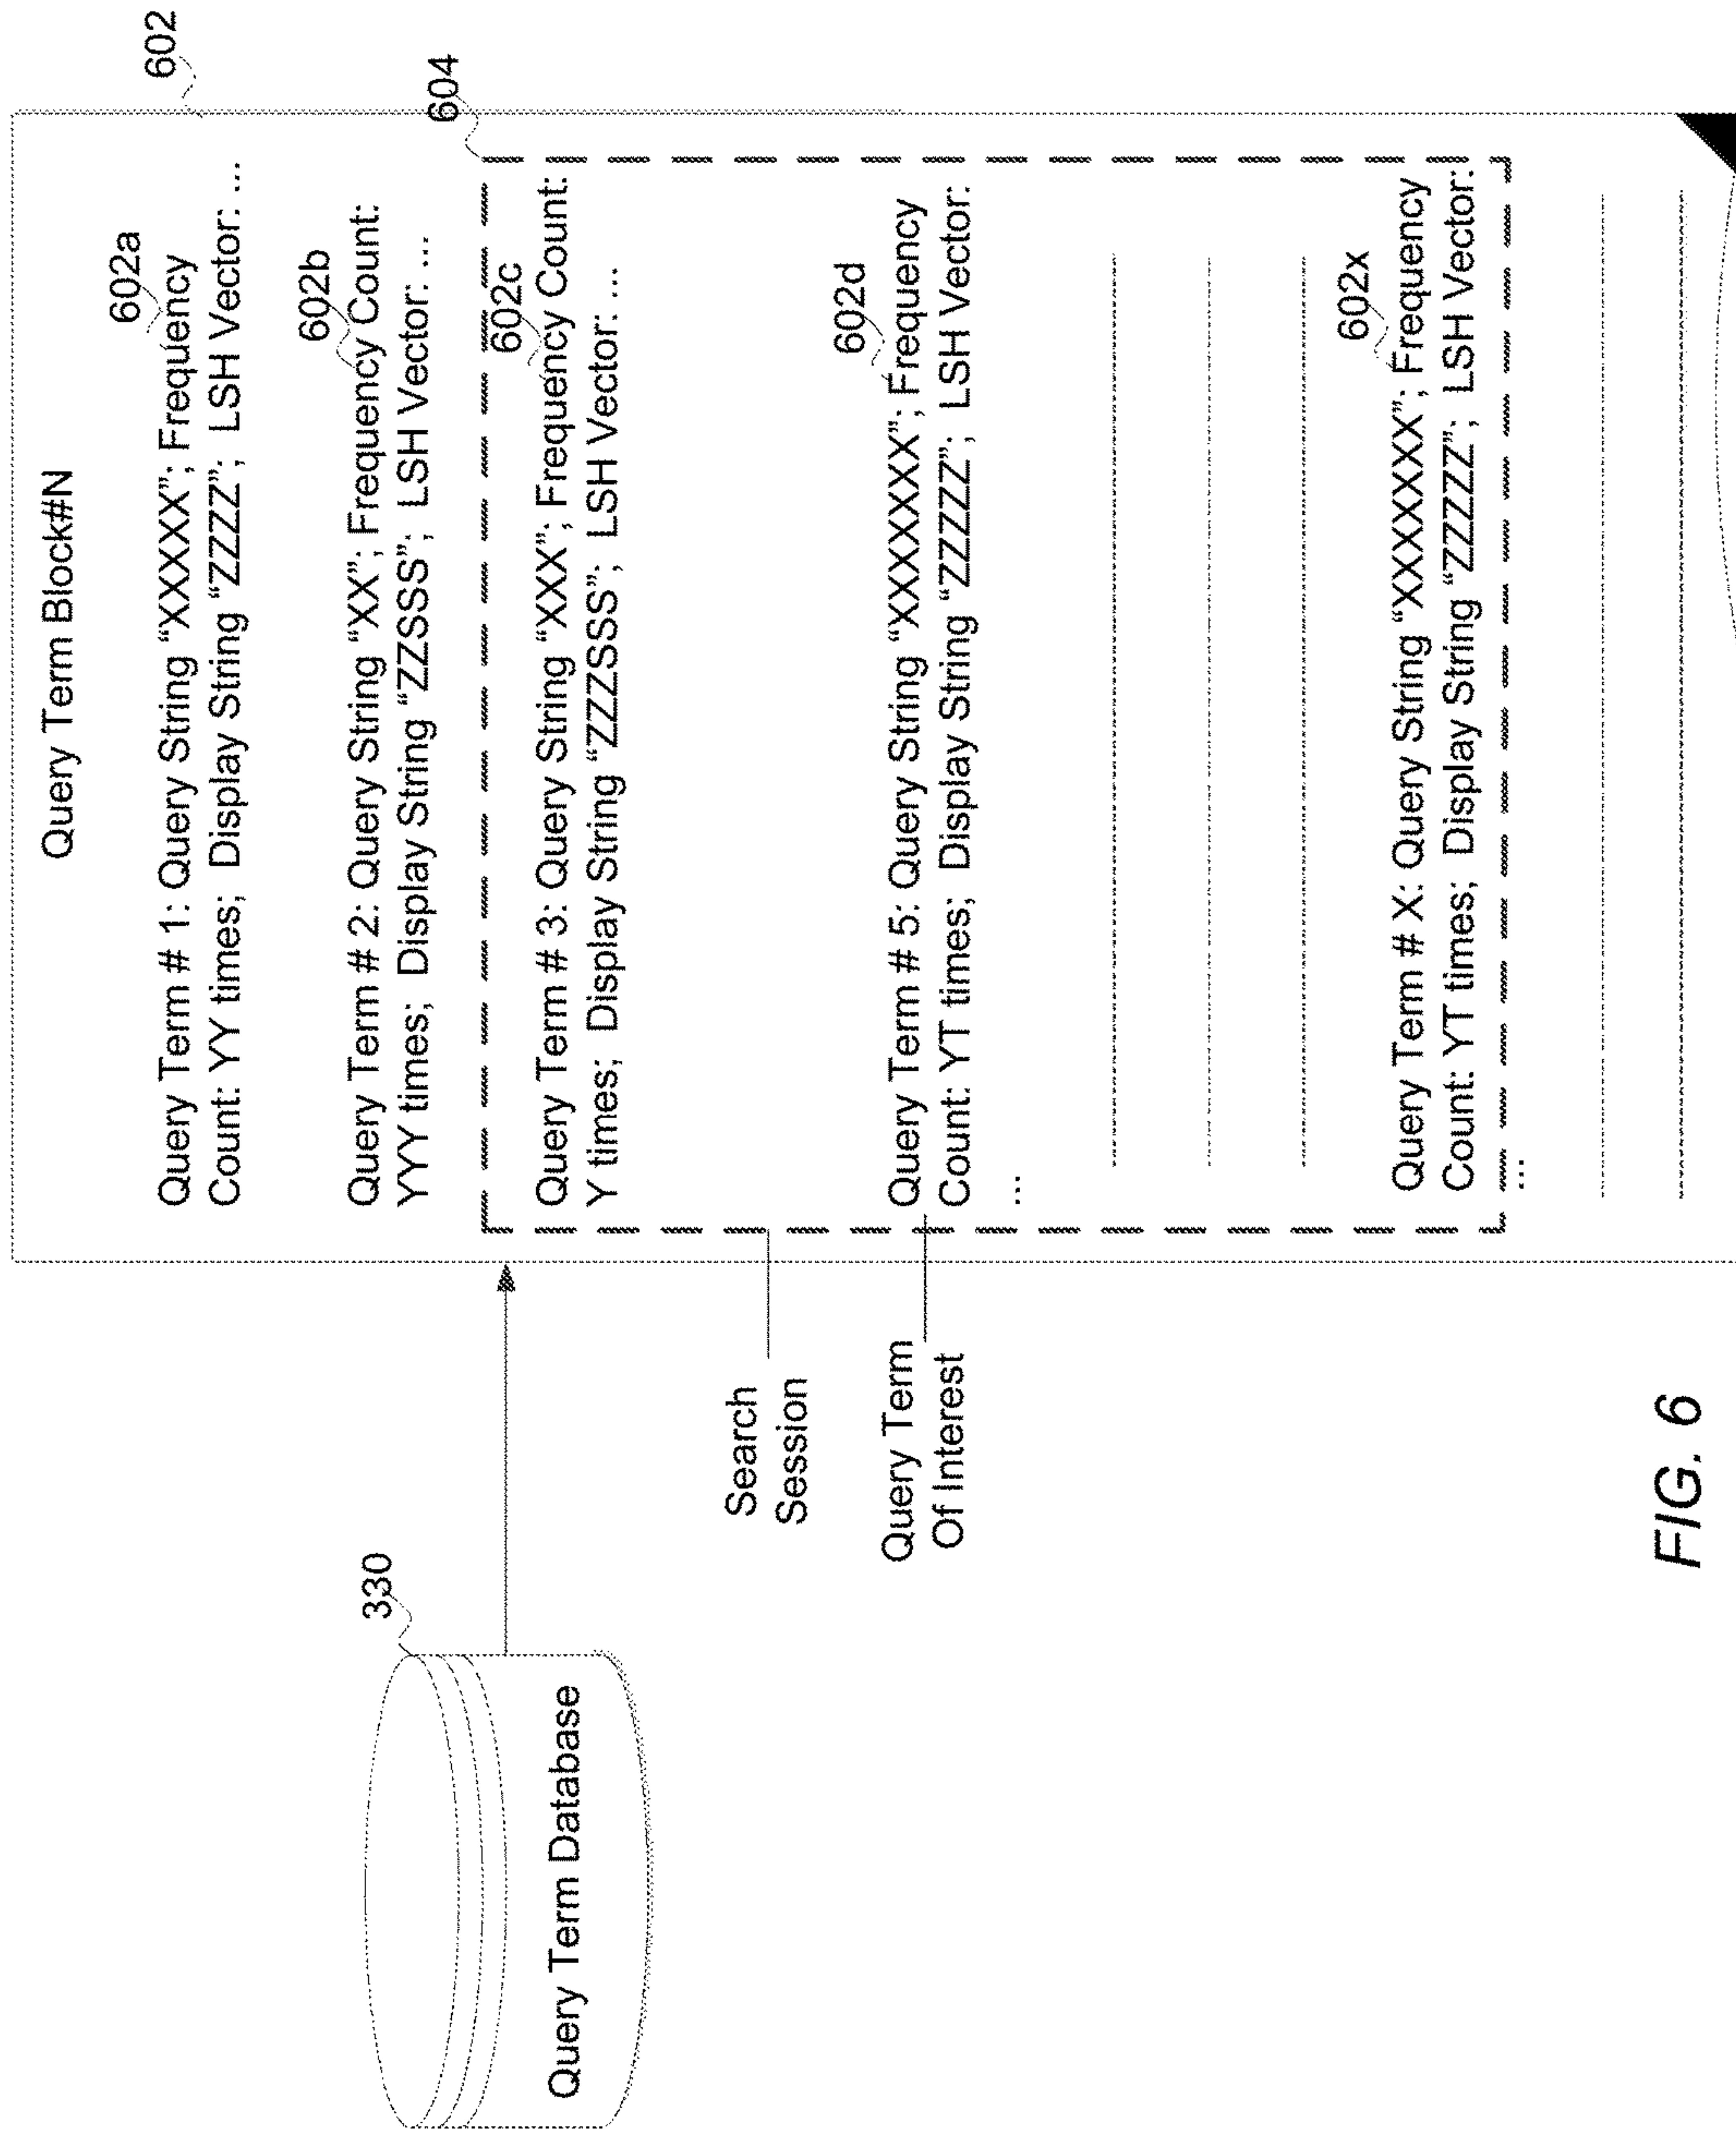 Query Term Block#N
602
602a
Query Term # 1: Query String “XXXXX”; Frequency
Count: YY times; Display String “ZZZZ”; LSH Vector: ...
602b
Query Term # 2: Query String “XX”; Frequency Count:
YYY times; Display String “ZZSSS”; LSH Vector: ...
604
602c
Query Term # 3: Query String “XXX”; Frequency Count:
Y times; Display String “ZZZSSS”; LSH Vector: ...
602d
Query Term # 5: Query String “XXXXXXX”; Frequency
Count: YT times; Display String “ZZZZZ”; LSH Vector:
...
602x
Query Term # X: Query String “XXXXXXX”; Frequency
Count: YT times; Display String “ZZZZZ”; LSH Vector:
...
330
Query Term Database
Search
Session
Query Term
Of Interest
FIG. 6